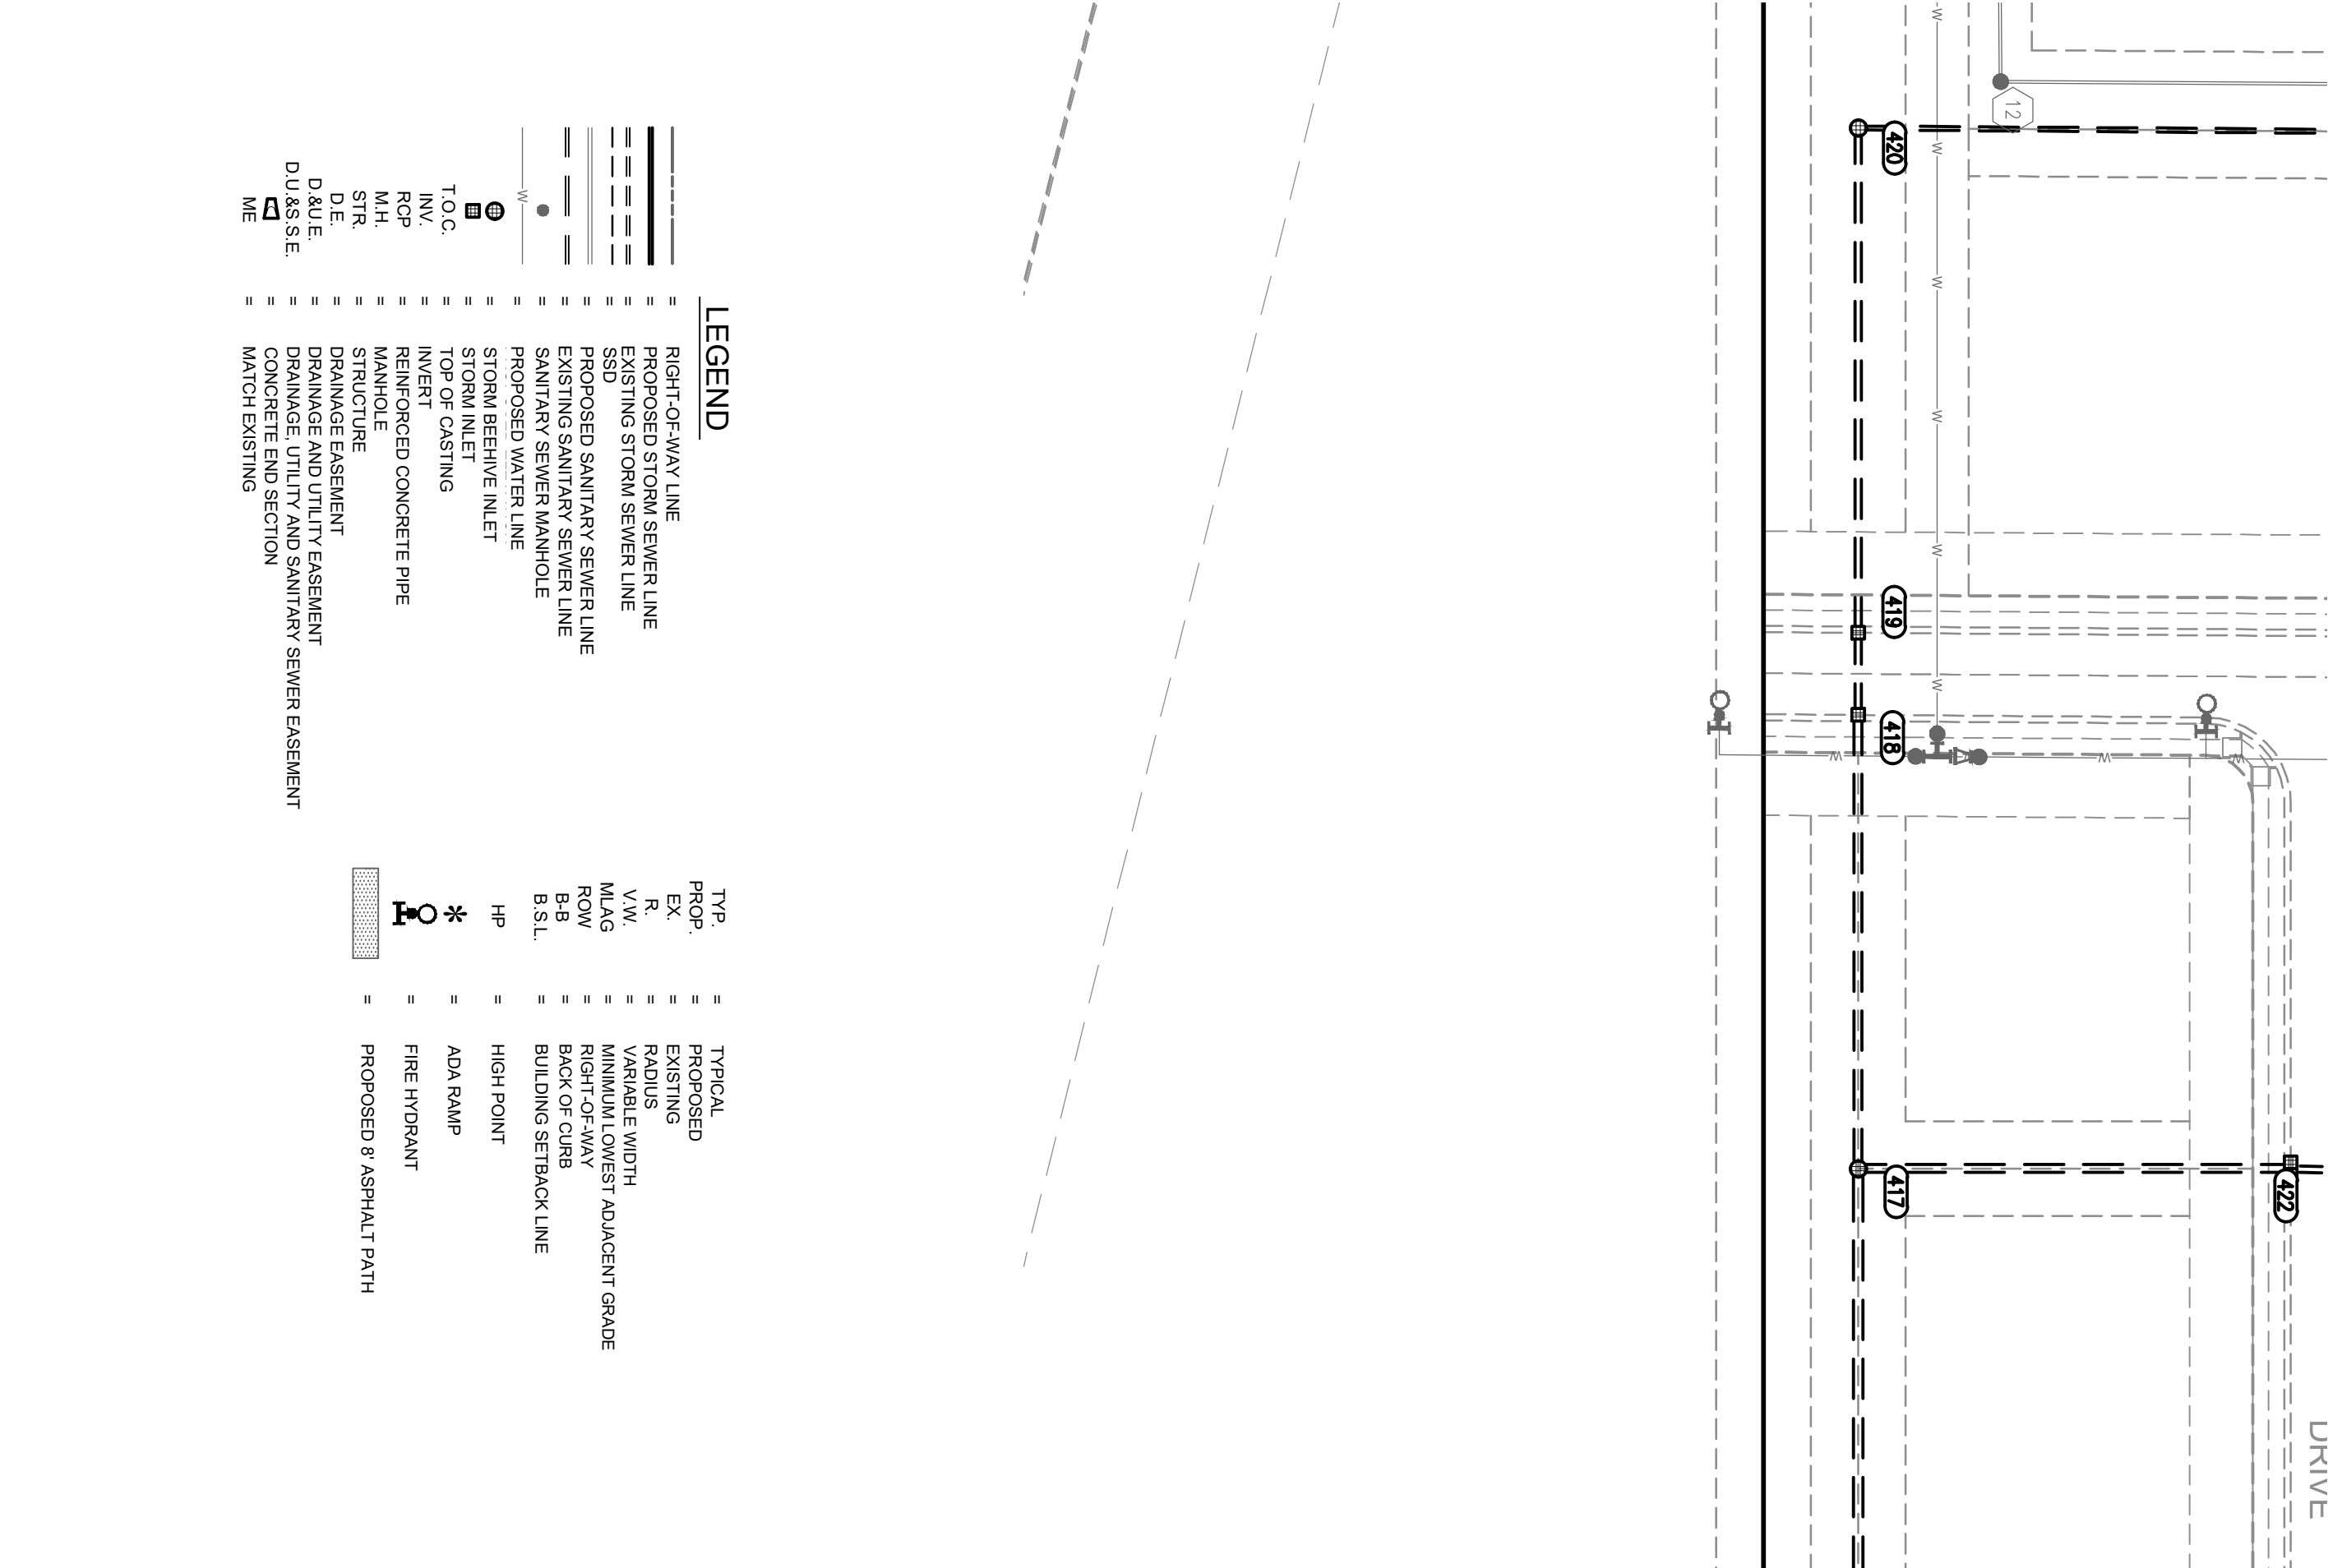 LEGEND
= RIGHT-OF-WAY LINE
= PROPOSED STORM SEWER LINE
= EXISTING STORM SEWER LINE
= SSD
= PROPOSED SANITARY SEWER LINE
= EXISTING SANITARY SEWER LINE
= SANITARY SEWER MANHOLE
W = PROPOSED WATER LINE
= STORM BEEHIVE INLET
= STORM INLET
T.O.C. = TOP OF CASTING
INV. = INVERT
RCP = REINFORCED CONCRETE PIPE
M.H. = MANHOLE
STR. = STRUCTURE
D.E. = DRAINAGE EASEMENT
D.&U.E. = DRAINAGE AND UTILITY EASEMENT
D.U.&S.S.E. = DRAINAGE, UTILITY AND SANITARY SEWER EASEMENT
= CONCRETE END SECTION
ME = MATCH EXISTING
TYP. = TYPICAL
PROP. = PROPOSED
EX. = EXISTING
R. = RADIUS
V.W. = VARIABLE WIDTH
MLAG = MINIMUM LOWEST ADJACENT GRADE
ROW = RIGHT-OF-WAY
B-B = BACK OF CURB
B.S.L. = BUILDING SETBACK LINE
HP = HIGH POINT
= ADA RAMP
= FIRE HYDRANT
= PROPOSED 8' ASPHALT PATH
12
420
419
418
417
422
DRIVE
W
W
W
W
W
W
W
W
W